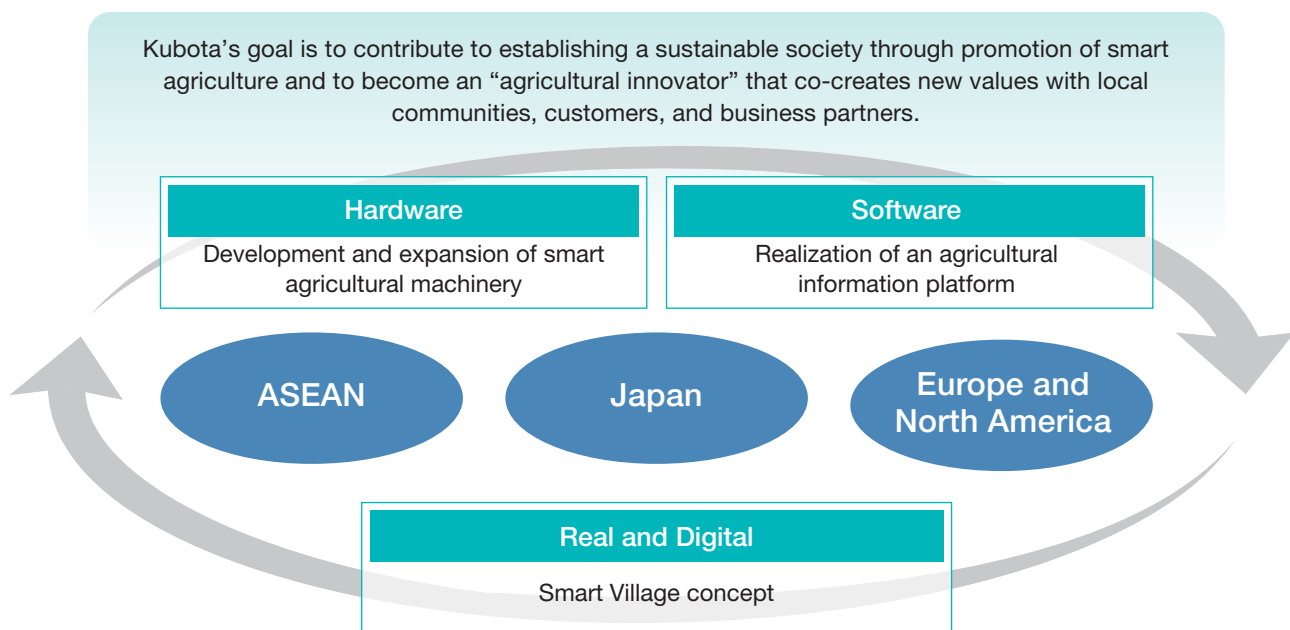 Kubota’s goal is to contribute to establishing a sustainable society through promotion of smart
agriculture and to become an “agricultural innovator” that co-creates new values with local
communities, customers, and business partners.
Hardware
Development and expansion of smart
agricultural machinery
Software
Realization of an agricultural
information platform
ASEAN
Japan
Europe and
North America
Real and Digital
Smart Village concept